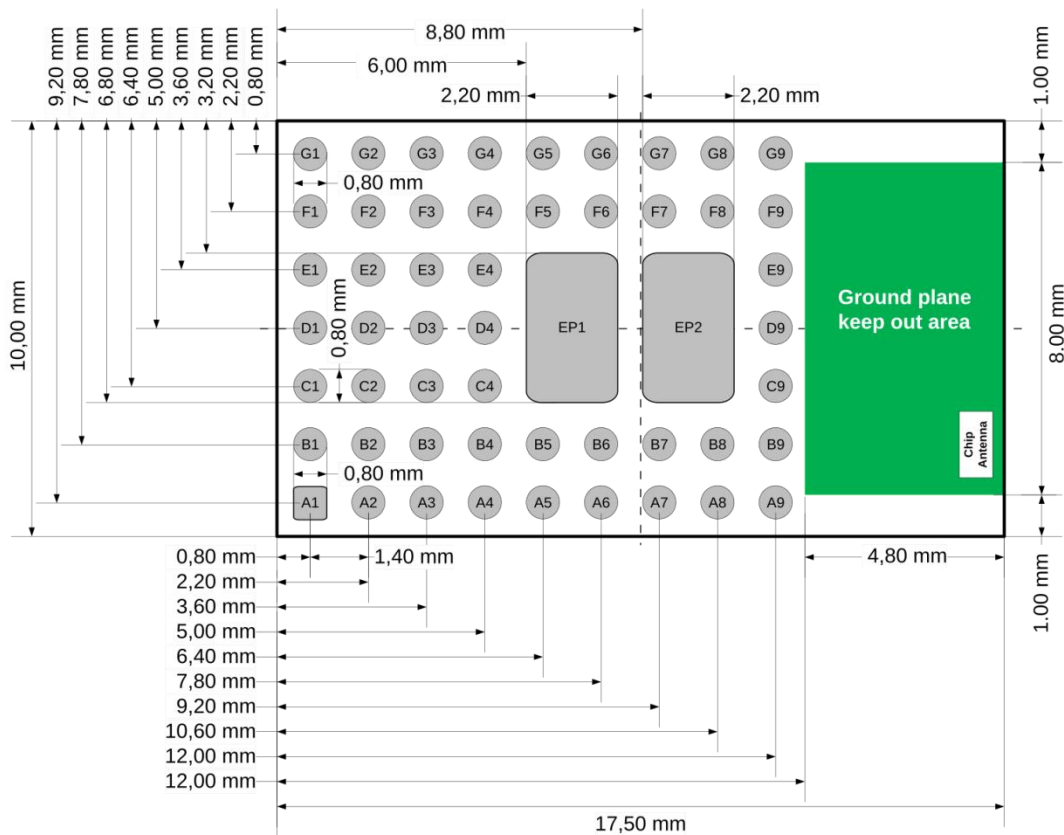 8,80 mm
6,00 mm
2,20 mm
2,20 mm
9,20 mm
7,80 mm
6,80 mm
6,40 mm
5,00 mm
3,60 mm
3,20 mm
2,20 mm
0,80 mm
1.00 mm
G1 G2 G3 G4 G5 G6 G7 G8 G9
0,80 mm
F1 F2 F3 F4 F5 F6 F7 F8 F9
E1 E2 E3 E4 E9
10,00 mm
0,80 mm
D1 D2 D3 D4 EP1 EP2 D9
Ground plane
keep out area
8.00 mm
C1 C2 C3 C4 C9
B1 B2 B3 B4 B5 B6 B7 B8 B9
Chip
Antenna
0,80 mm
A1 A2 A3 A4 A5 A6 A7 A8 A9
0,80 mm
1,40 mm
4,80 mm
1.00 mm
2,20 mm
3,60 mm
5,00 mm
6,40 mm
7,80 mm
9,20 mm
10,60 mm
12,00 mm
12,00 mm
17,50 mm